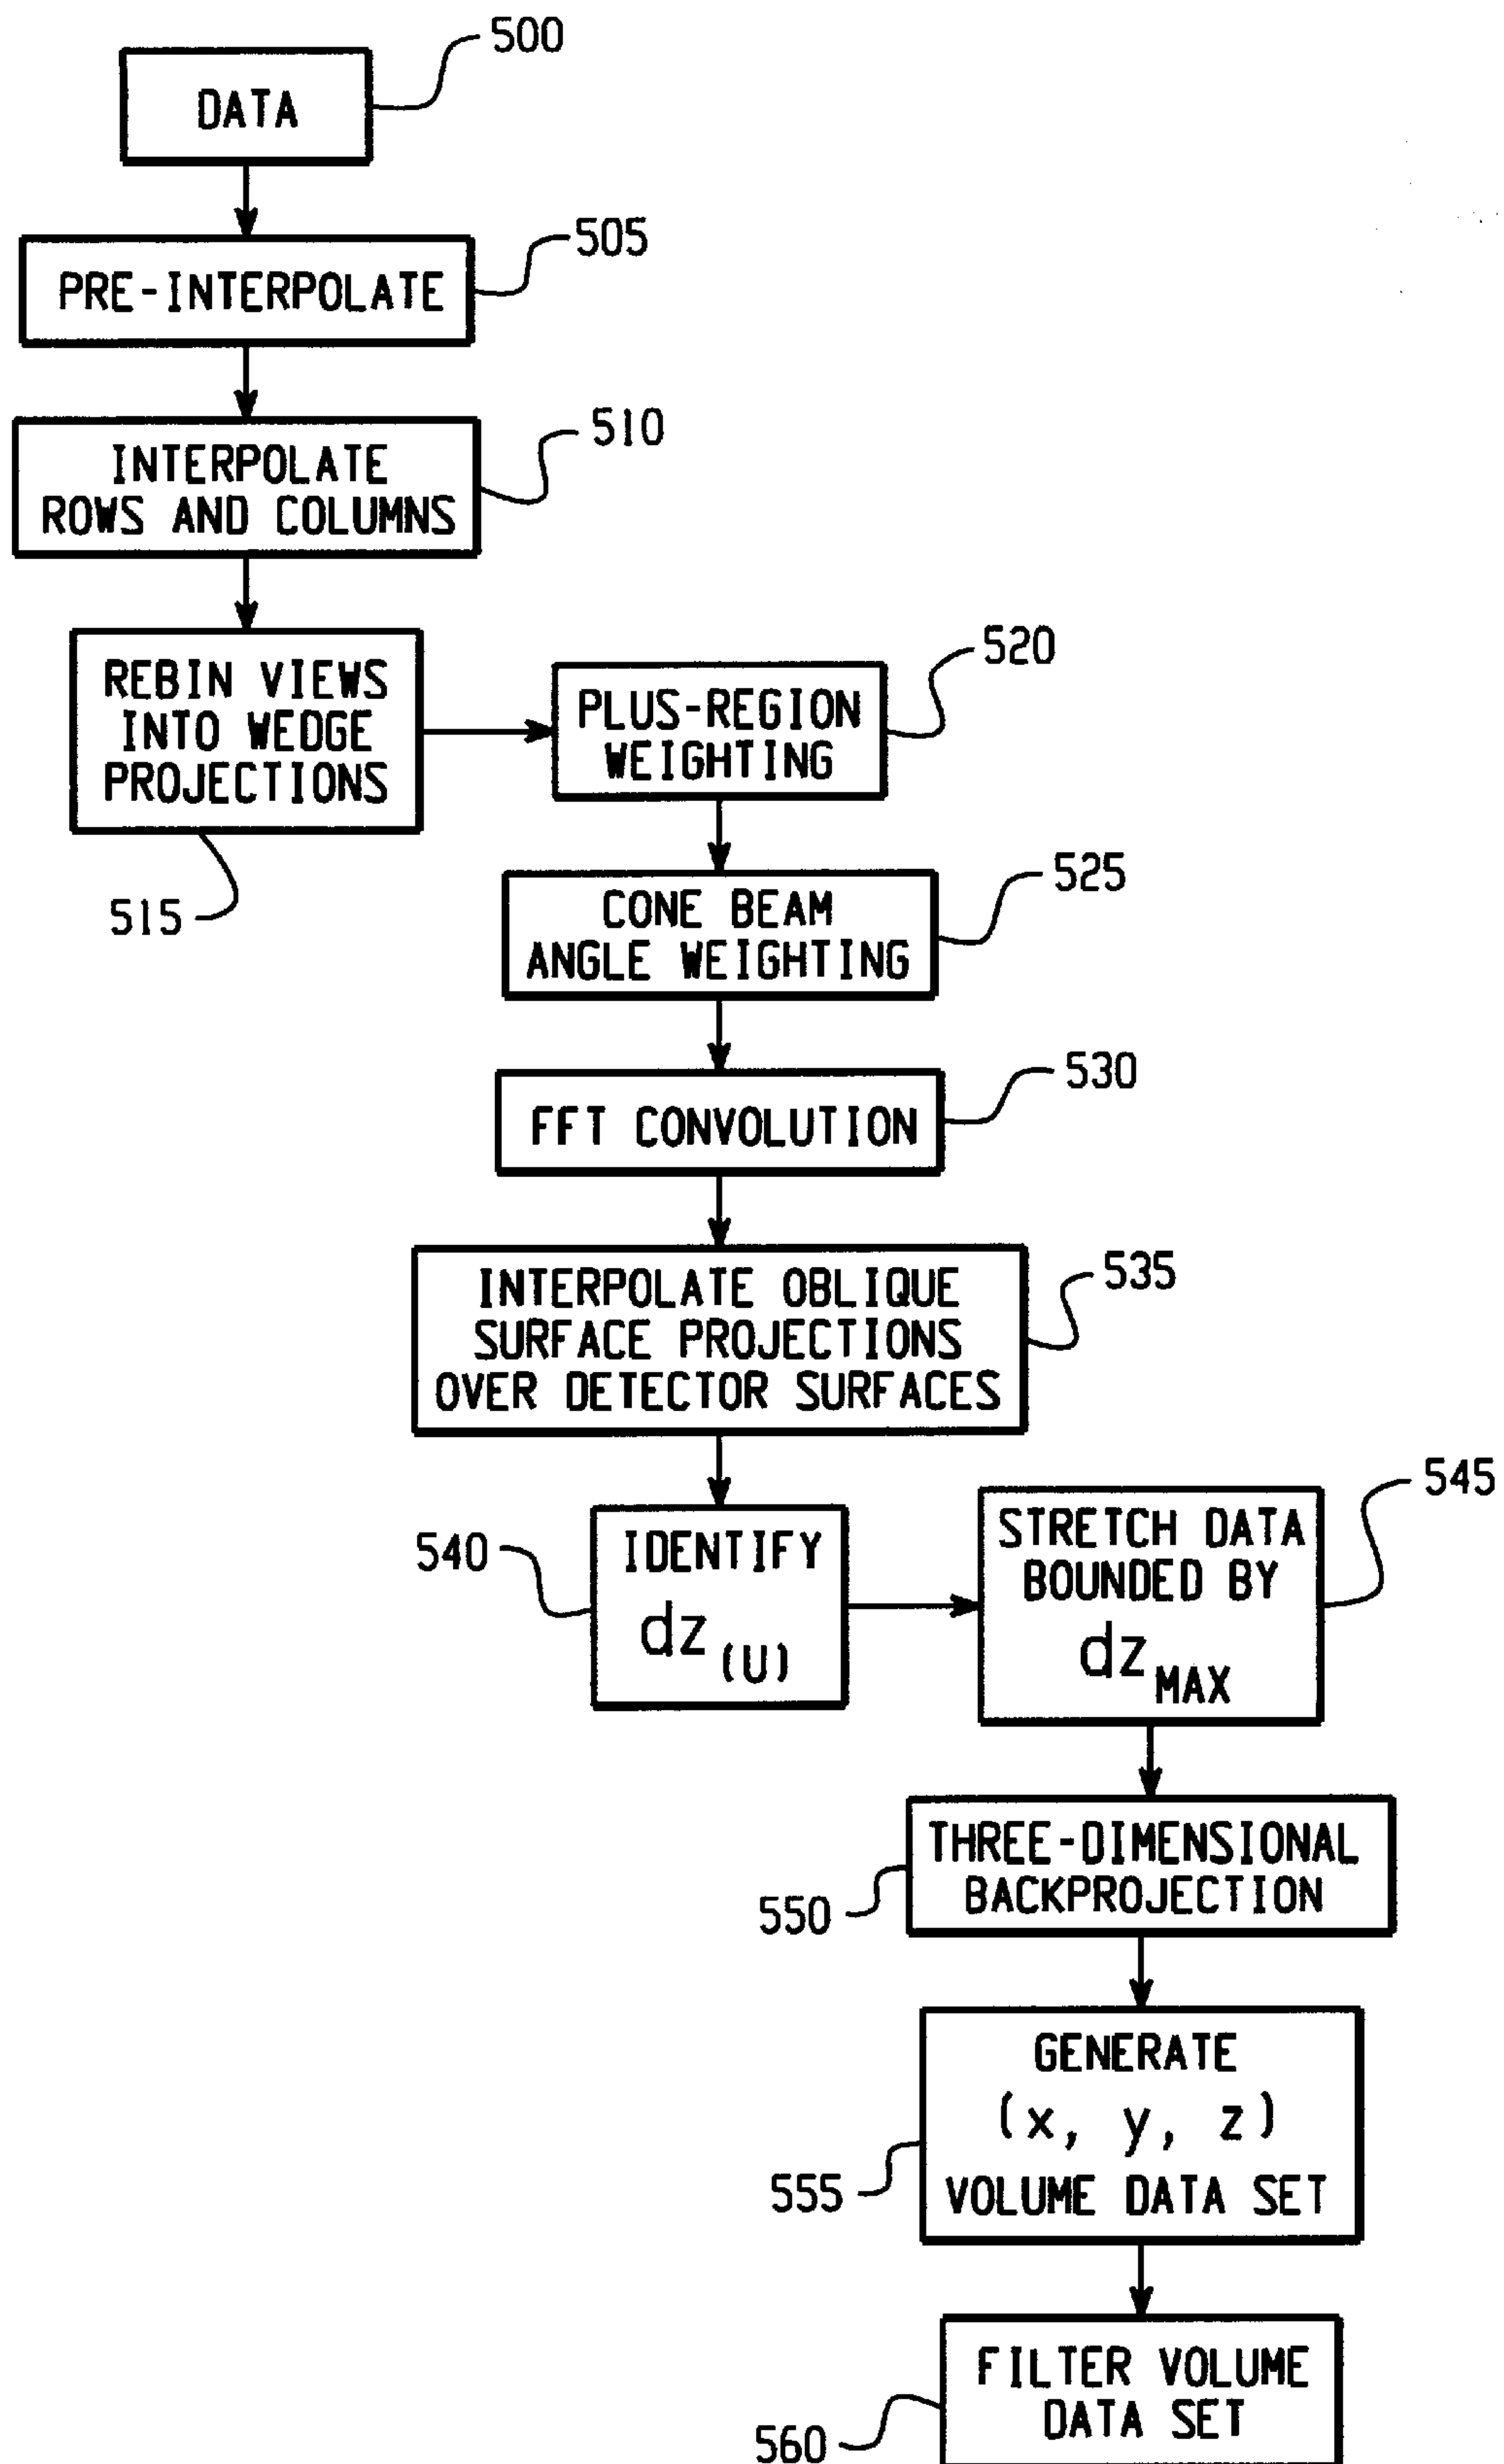 500
DATA
505
PRE-INTERPOLATE
510
INTERPOLATE
ROWS AND COLUMNS
REBIN VIEWS
INTO WEDGE
PROJECTIONS
515
520
PLUS-REGION
WEIGHTING
525
CONE BEAM
ANGLE WEIGHTING
530
FFT CONVOLUTION
535
INTERPOLATE OBLIQUE
SURFACE PROJECTIONS
OVER DETECTOR SURFACES
540
IDENTIFY
dz (U)
545
STRETCH DATA
BOUNDED BY
dz MAX
THREE-DIMENSIONAL
BACKPROJECTION
550
GENERATE
(x, y, z)
VOLUME DATA SET
555
FILTER VOLUME
DATA SET
560